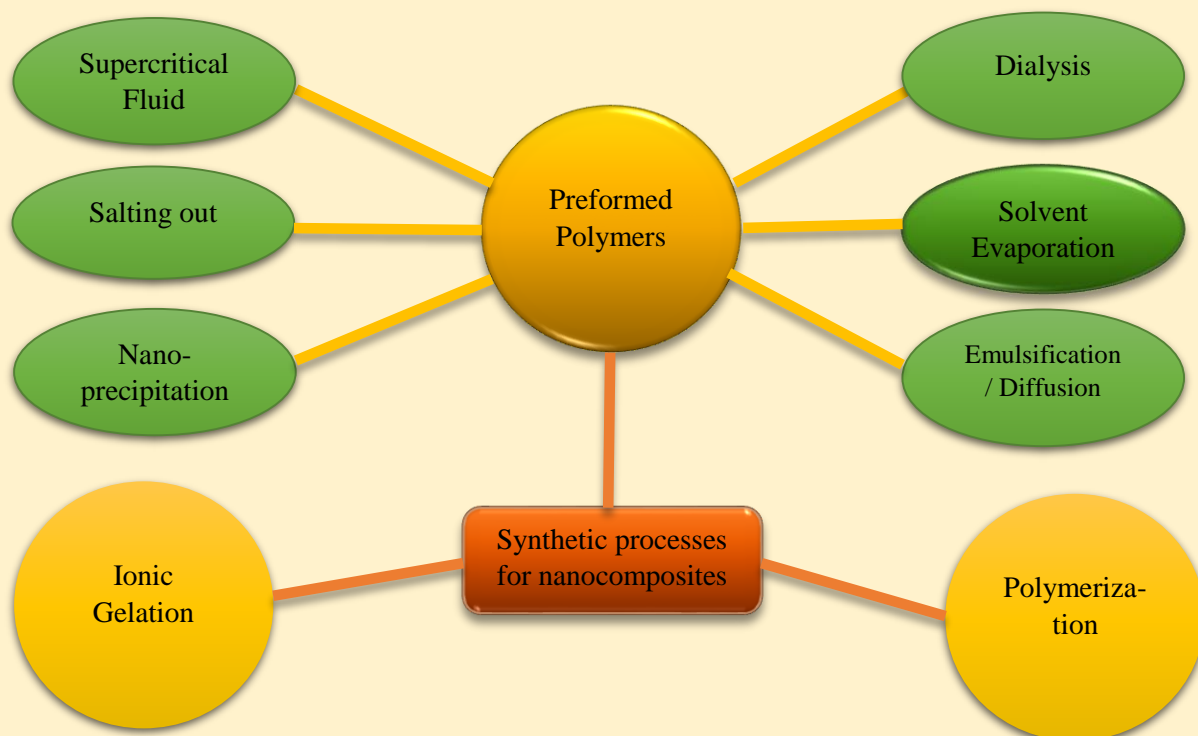 Supercritical
Fluid
Dialysis
Preformed
Polymers
Salting out
Solvent
Evaporation
Nano-
precipitation
Emulsification
/ Diffusion
Synthetic processes
for nanocomposites
Ionic
Gelation
Polymeriza-
tion